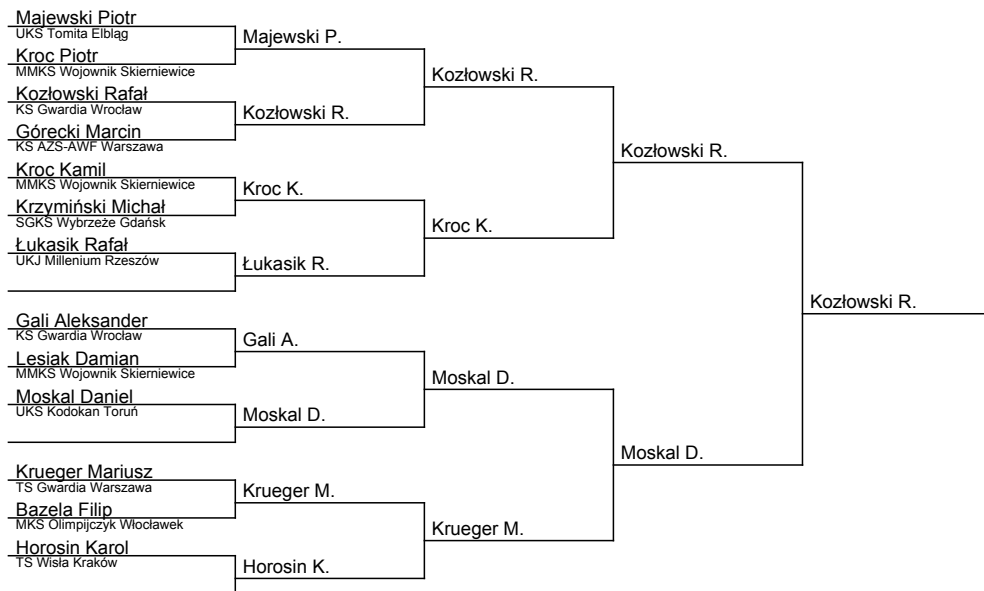 Majewski Piotr
UKS Tomita Elbląg
Majewski P.
Kroc Piotr
MMKS Wojownik Skierniewice
Kozłowski R.
Kozłowski Rafał
KS Gwardia Wrocław
Kozłowski R.
Górecki Marcin
KS AZS-AWF Warszawa
Kozłowski R.
Kroc Kamil
MMKS Wojownik Skierniewice
Kroc K.
Krzymiński Michał
SGKS Wybrzeże Gdańsk
Kroc K.
Łukasik Rafał
UKJ Millenium Rzeszów
Łukasik R.
Kozłowski R.
Gali Aleksander
KS Gwardia Wrocław
Gali A.
Lesiak Damian
MMKS Wojownik Skierniewice
Moskal D.
Moskal Daniel
UKS Kodokan Toruń
Moskal D.
Moskal D.
Krueger Mariusz
TS Gwardia Warszawa
Krueger M.
Bazela Filip
MKS Olimpijczyk Włocławek
Krueger M.
Horosin Karol
TS Wisła Kraków
Horosin K.